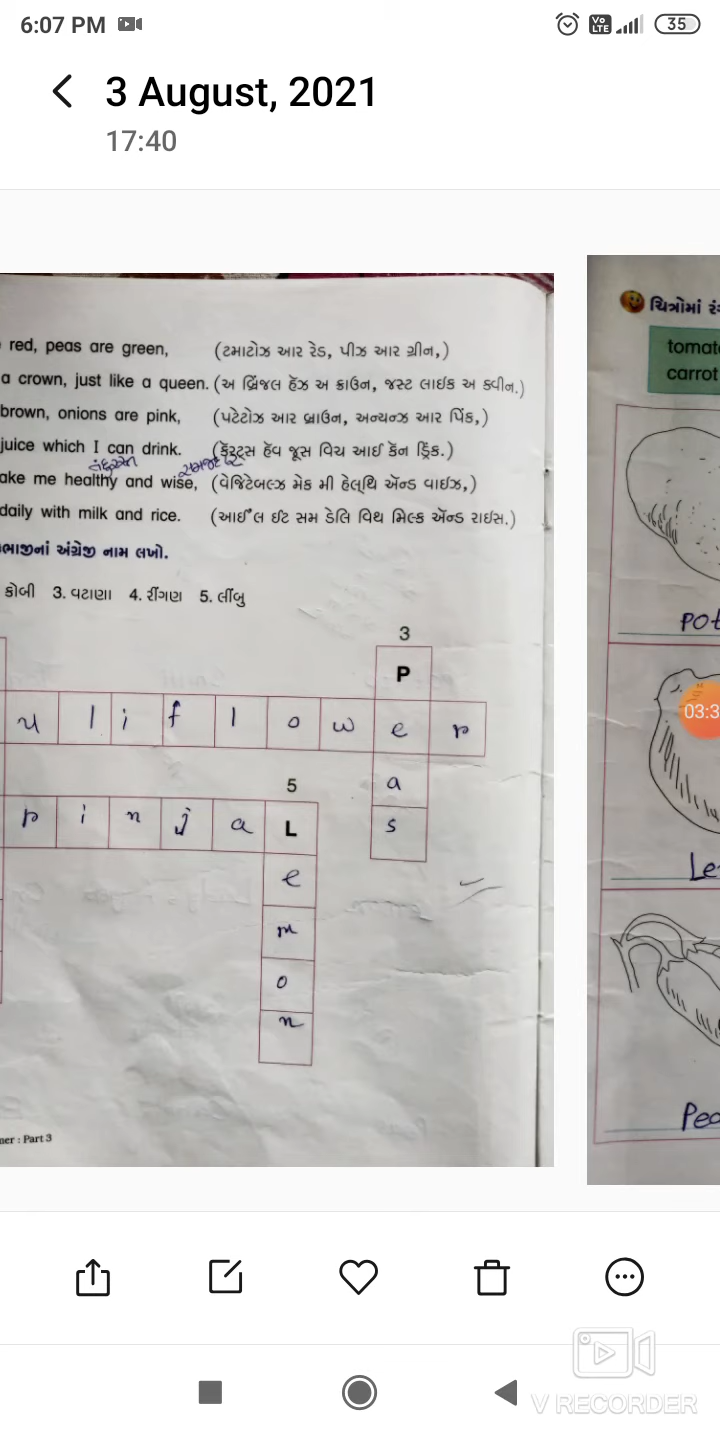 6:07 PM
Vo LTE
35
3 August, 2021
17:40
red, peas are green, (ટમાટોઝ આર રેડ, પીઝ આર ગ્રીન,)
a crown, just like a queen. (અ બ્રિંજલ હૅઝ અ ક્રાઉન, જસ્ટ લાઇક અ ક્વીન.)
brown, onions are pink, (પટેટોઝ આર બ્રાઉન, અન્યન્ઝ આર પિંક,)
juice which I can drink. (કૅરૅટ્સ હૅવ જૂસ વિચ આઈ કૅન ડ્રિંક.)
ake me healthy and wise, (વેજિટેબલ્ઝ મેક મી હેલ્થિ ઍન્ડ વાઇઝ,)
daily with milk and rice. (આઈ'લ ઈટ સમ ડેલિ વિથ મિલ્ક ઍન્ડ રાઇસ.)
ભાજીનાં અંગ્રેજી નામ લખો.
કોબી 3. વટાણા 4. રીંગણ 5. લીંબુ
3
P
u l i f l o w e r
5
a
r i n j a L
s
e
m
o
n
ner : Part 3
ચિત્રોમાં રં
tomat
carrot
pot
03:3
Le
Pea
V RECORDER